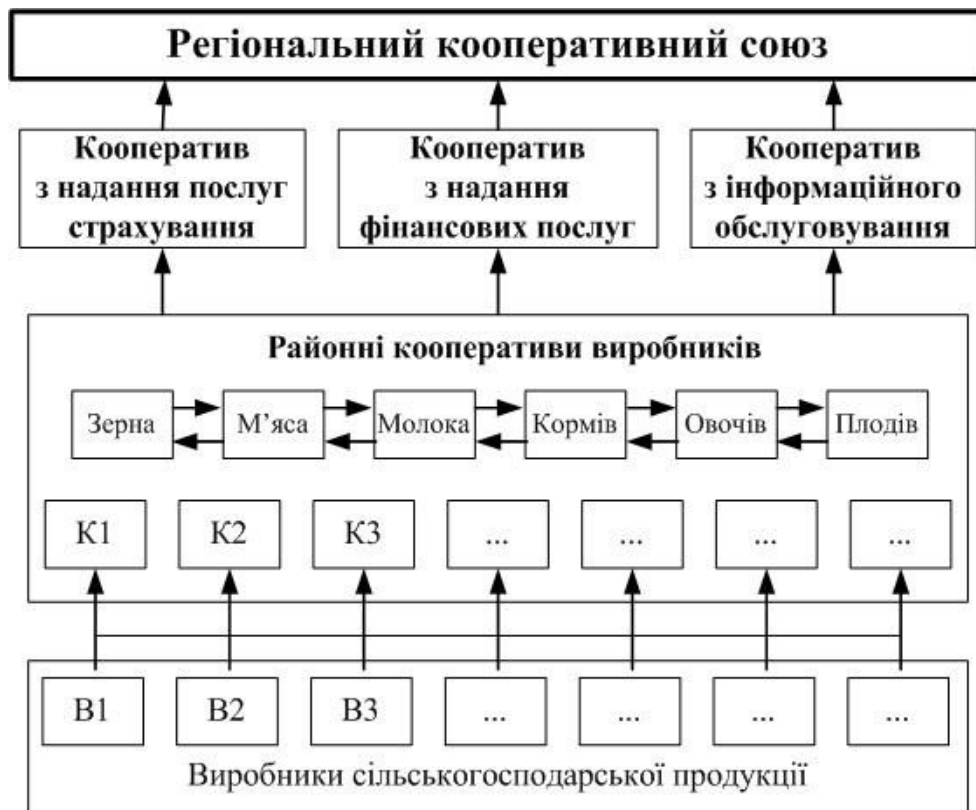 Регіональний кооперативний союз
Кооператив
з надання послуг
страхування
Кооператив
з надання
фінансових послуг
Кооператив
з інформаційного
обслуговування
Районні кооперативи виробників
Зерна М’яса Молока Кормів Овочів Плодів
К1 К2 К3 ... ... ... ...
В1 В2 В3 ... ... ... ...
Виробники сільськогосподарської продукції